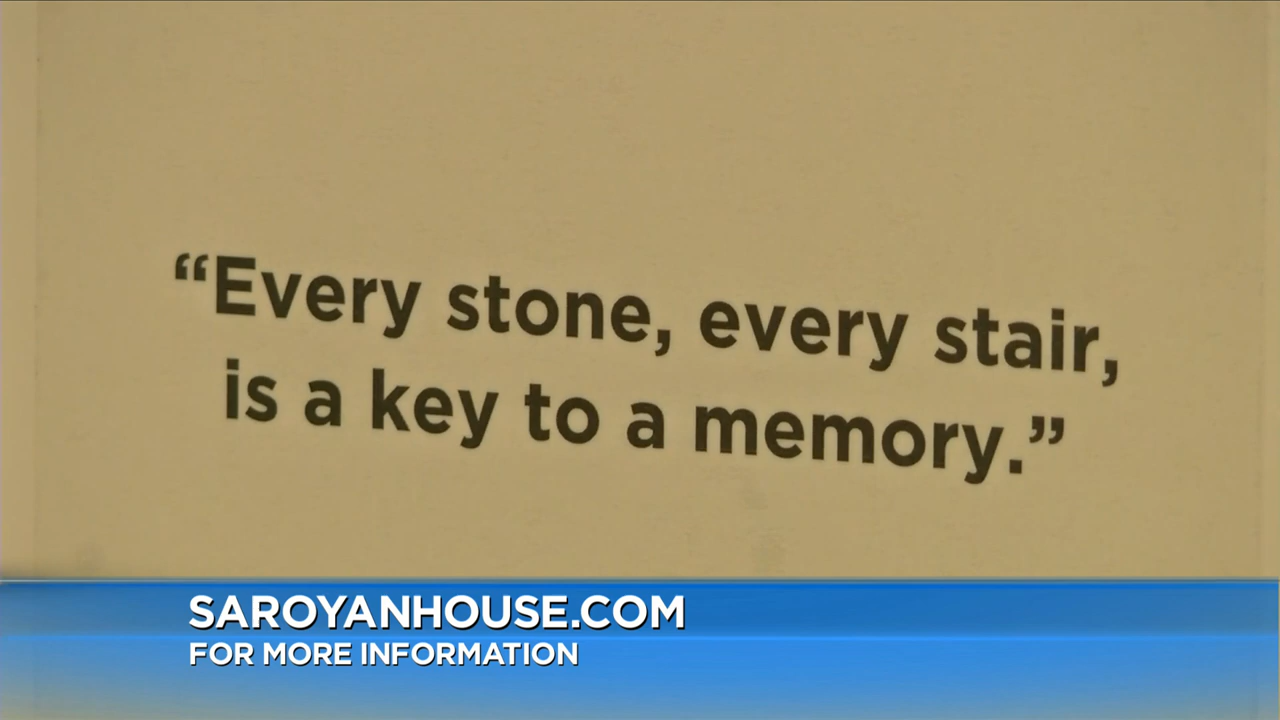 “Every stone, every stair,
is a key to a memory.”
SAROYANHOUSE.COM
FOR MORE INFORMATION